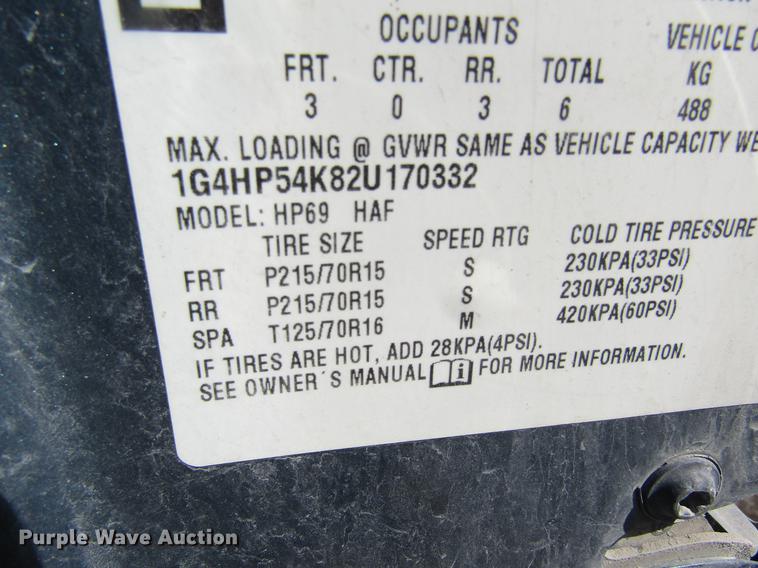 OCCUPANTS VEHICLE C
FRT. CTR. RR. TOTAL KG
3 0 3 6 488
MAX. LOADING @ GVWR SAME AS VEHICLE CAPACITY WE
1G4HP54K82U170332
MODEL: HP69 HAF
TIRE SIZE SPEED RTG COLD TIRE PRESSURE
FRT P215/70R15 S 230KPA(33PSI)
RR P215/70R15 S 230KPA(33PSI)
SPA T125/70R16 M 420KPA(60PSI)
IF TIRES ARE HOT, ADD 28KPA(4PSI).
SEE OWNER´S MANUAL i FOR MORE INFORMATION.
Purple Wave Auction